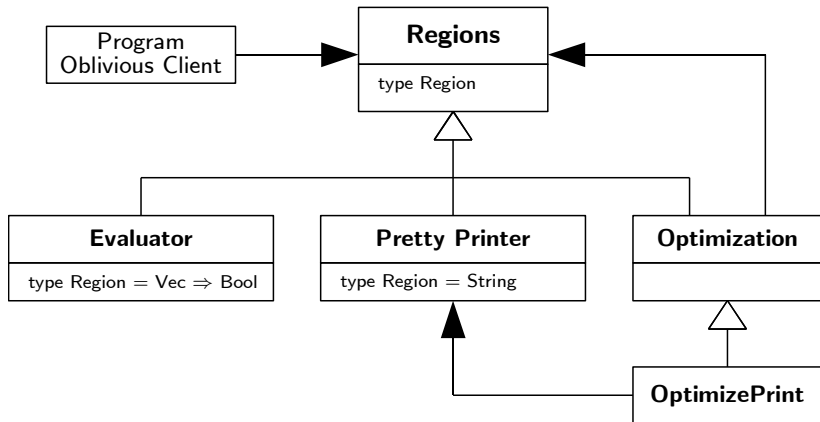 Program
Oblivious Client
Regions
type Region
Evaluator
type Region = Vec ⇒ Bool
Pretty Printer
type Region = String
Optimization
OptimizePrint